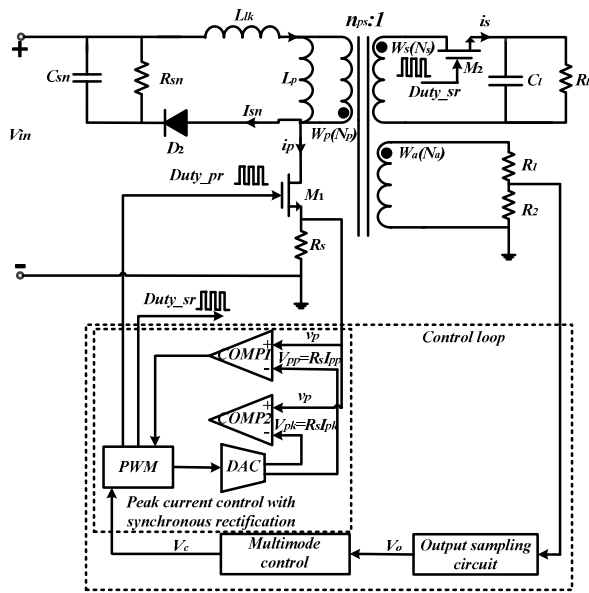 Llk
nps:1
is
+
Csn
Rsn
Lp
Ws(Ns)
M2
Duty_sr
C1
Vin
Isn
D2
Wp(Np)
ip
Wa(Na)
R1
R2
Duty_pr
M1
Rs
-
Duty_sr
Control loop
COMP1
+
-
vp
Vpp=RsIpp
COMP2
+
-
vp
Vpk=RsIpk
PWM
DAC
Peak current control with
synchronous rectification
Vc
Multimode
control
Vo
Output sampling
circuit